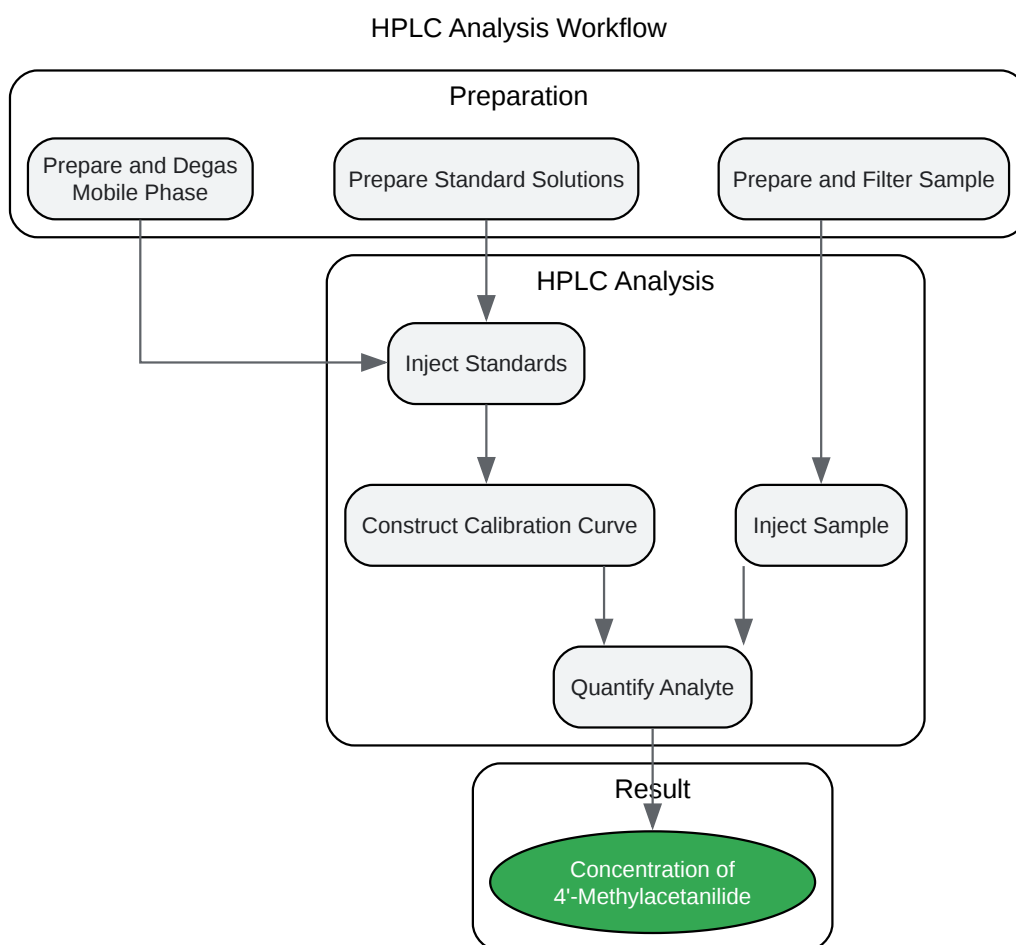 HPLC Analysis Workflow
Preparation
Prepare and Degas
Mobile Phase
Prepare Standard Solutions
Prepare and Filter Sample
HPLC Analysis
Inject Standards
Construct Calibration Curve
Inject Sample
Quantify Analyte
Result
Concentration of
4'-Methylacetanilide